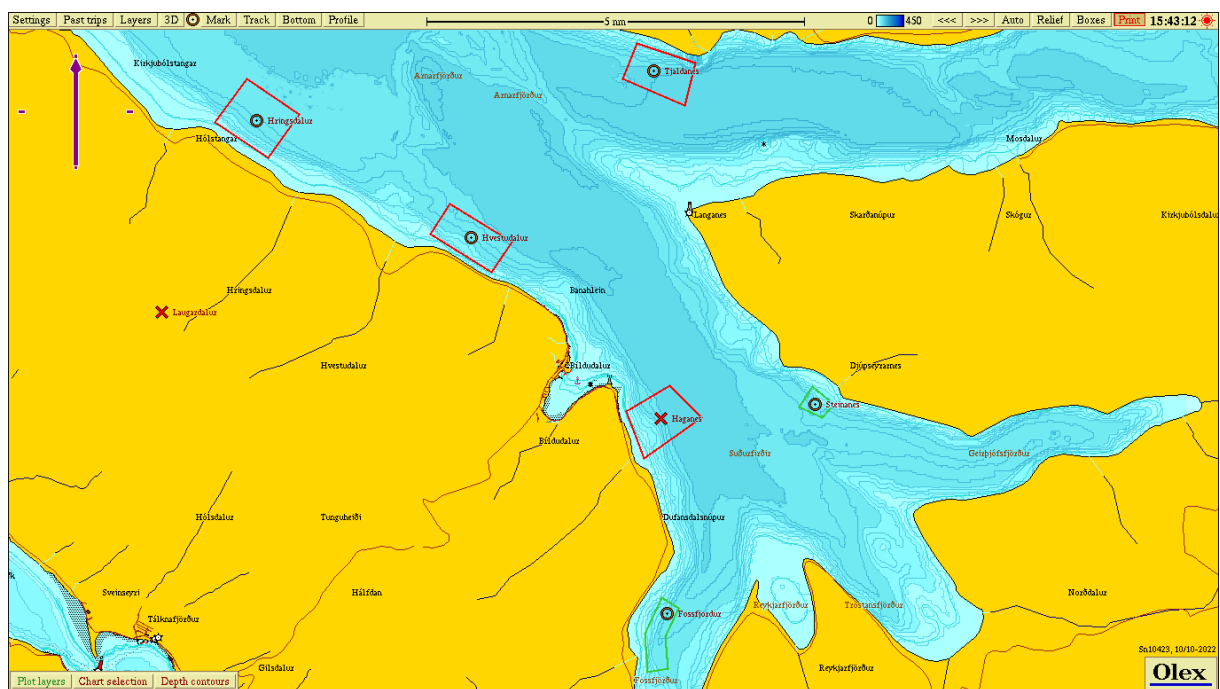 Settings Past trips Layers 3D Mark Track Bottom Profile 5 nm 0 450 <<< >>> Auto Relief Boxes Print 15:43:12
Kirkjubólstangar
Arnarfjörður
Tjaldanes
Arnarfjörður
Hringsdalur
Hólstangar
Mosdalur
Langanes
Skarðanúpur
Skógur
Hvestudalur
Hringsdalur
Banahlein
Laugardalur
Hvestudalur
Bíldudalur
Djúpseyrarnes
Steinanes
Haganes
Bíldudalur
Suðurfirðir
Geirþjófsfjörður
Hólsdalur
Tunguheiði
Dufansdalsnúpur
Sveinseyri
Hálfdan
Norðdalur
Reykjarfjörður
Trostansfjörður
Fossfjordur
Tálknafjörður
Sn10423, 10/10-2022
Gilsdalur
Reykjarfjörður
Fossfjörður
Olex
Plot layers Chart selection Depth contours